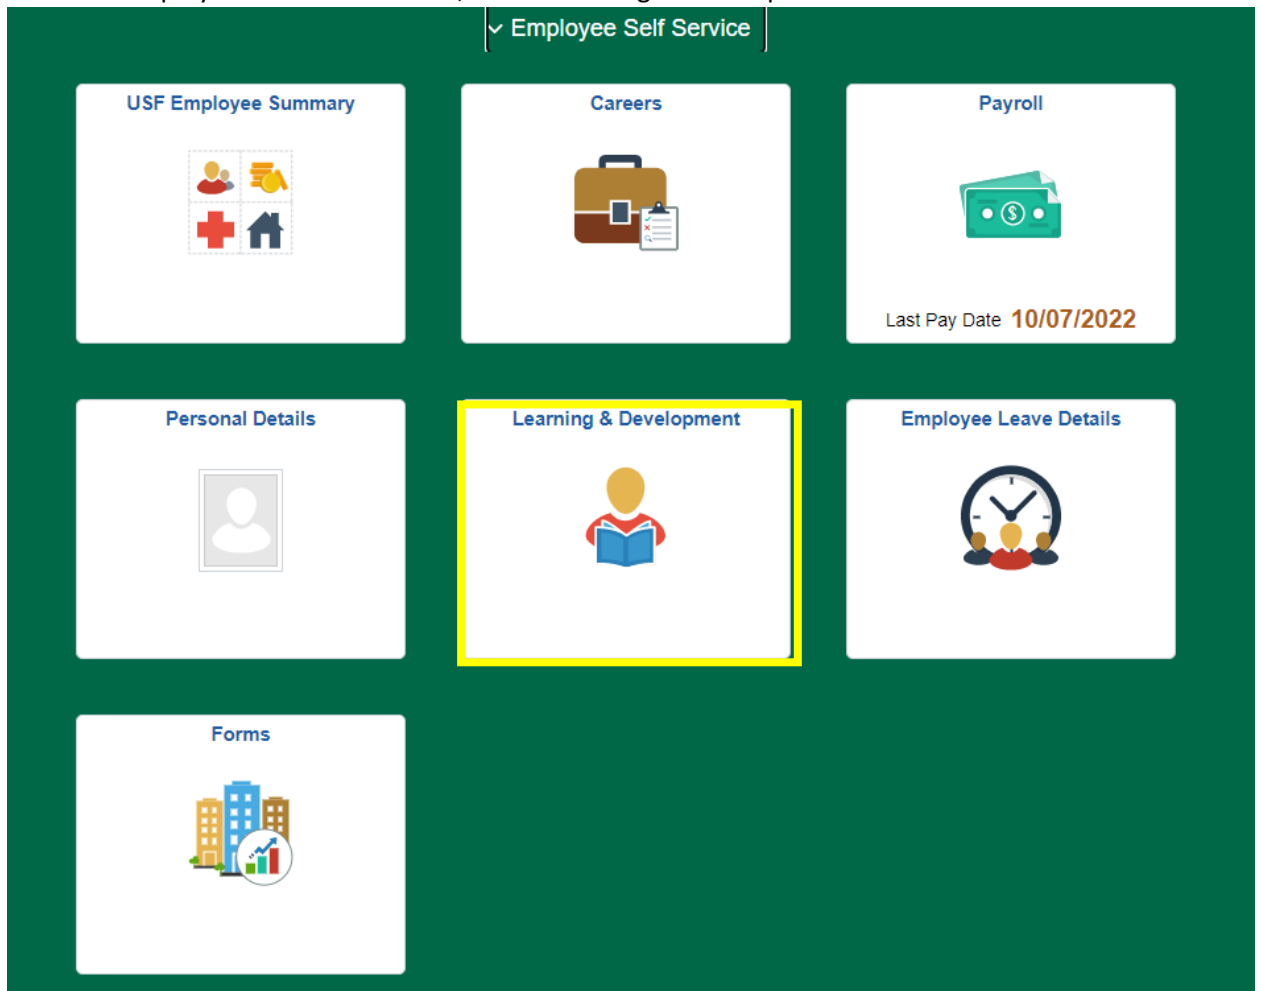 Employee Self Service
USF Employee Summary
Careers
Payroll
$
Last Pay Date 10/07/2022
Personal Details
Learning & Development
Employee Leave Details
Forms